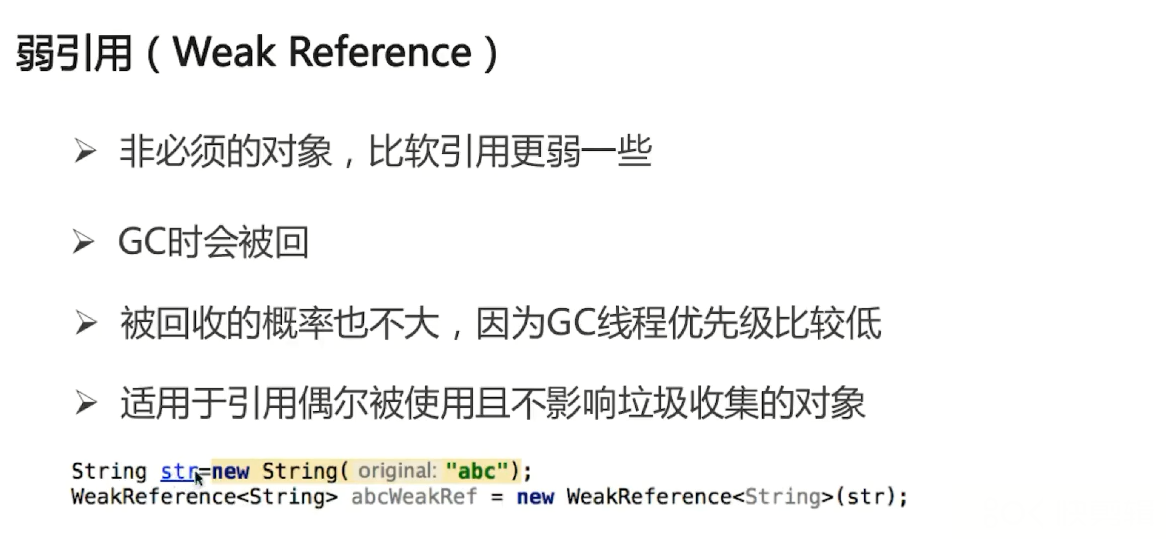 弱引用（Weak Reference）
➢ 非必须的对象，比软引用更弱一些
➢ GC时会被回
➢ 被回收的概率也不大，因为GC线程优先级比较低
➢ 适用于引用偶尔被使用且不影响垃圾收集的对象
String str=new String( original: "abc");
WeakReference<String> abcWeakRef = new WeakReference<String>(str);